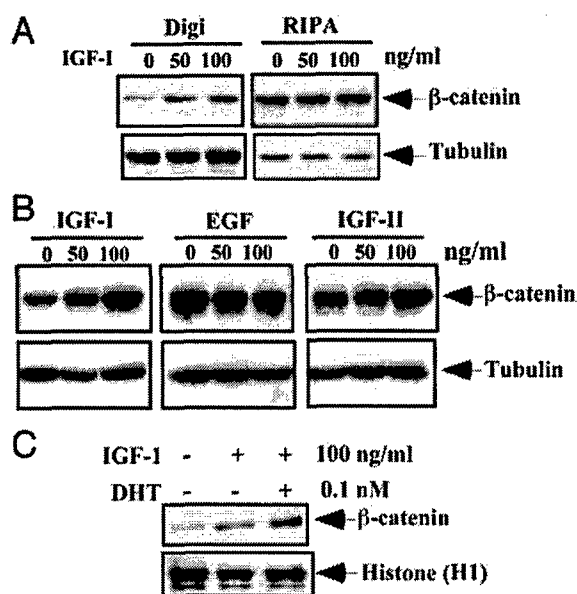 A
Digi RIPA
IGF-I 0 50 100 0 50 100 ng/ml
β-catenin
Tubulin
B
IGF-I EGF IGF-II
0 50 100 0 50 100 0 50 100 ng/ml
β-catenin
Tubulin
C
IGF-1 - + + 100 ng/ml
DHT - - + 0.1 nM
β-catenin
Histone (H1)